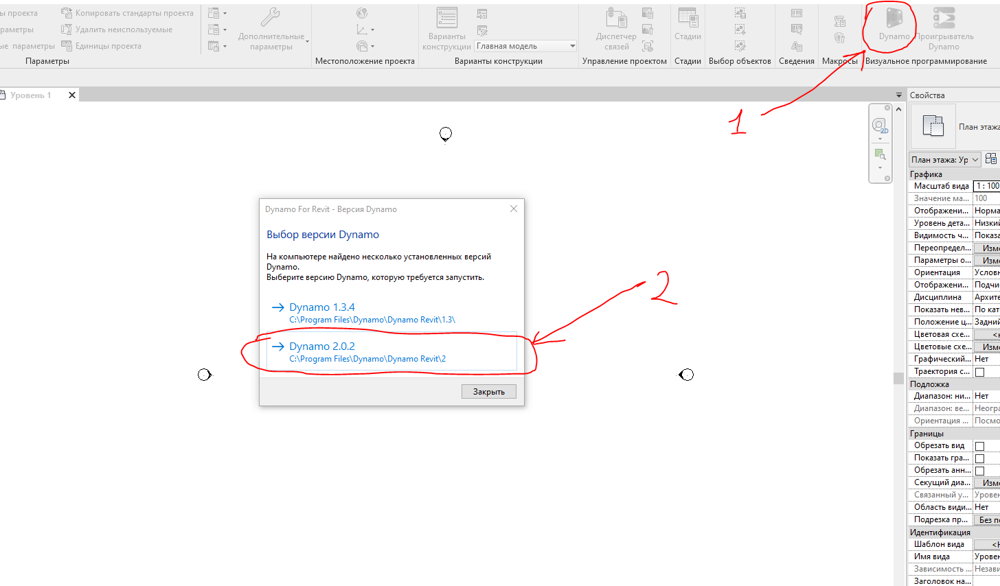 ы проекта
Копировать стандарты проекта
раметры
Удалить неиспользуемые
ые параметры
Единицы проекта
Дополнительные
параметры
Варианты
конструкции
Главная модель
Диспетчер
связей
Стадии
Dynamo
Проигрыватель
Dynamo
Параметры
Местоположение проекта
Варианты конструкции
Управление проектом
Стадии
Выбор объектов
Сведения
Макросы
Визуальное программирование
Уровень 1
1
2D
Dynamo For Revit - Версия Dynamo
Выбор версии Dynamo
На компьютере найдено несколько установленных версий
Dynamo.
Выберите версию Dynamo, которую требуется запустить.
Dynamo 1.3.4
C:\Program Files\Dynamo\Dynamo Revit\1.3\
Dynamo 2.0.2
C:\Program Files\Dynamo\Dynamo Revit\2
Закрыть
2
Свойства
План этажа
План этажа: Ур
Графика
Масштаб вида 1 : 100
Значение ма... 100
Отображени... Норма
Уровень дета... Низкий
Видимость ч... Показа
Переопредел... Изме
Параметры о... Изме
Ориентация Условн
Отображени... Подчи
Дисциплина Архите
Показать нев... По кат
Положение ц... Задний
Цветовая схе... <н
Цветовые схе... Изме
Графический... Нет
Траектория с...
Подложка
Диапазон: ни... Нет
Диапазон: ве... Неогра
Ориентация ... Посмо
Границы
Обрезать вид
Показать гра...
Обрезать анн...
Секущий диа... Изме
Связанный у... Уровен
Область види... Нет
Подрезка пр... Без по
Идентификация
Шаблон вида <Н
Имя вида Уровен
Зависимость ... Незави
Заголовок на...